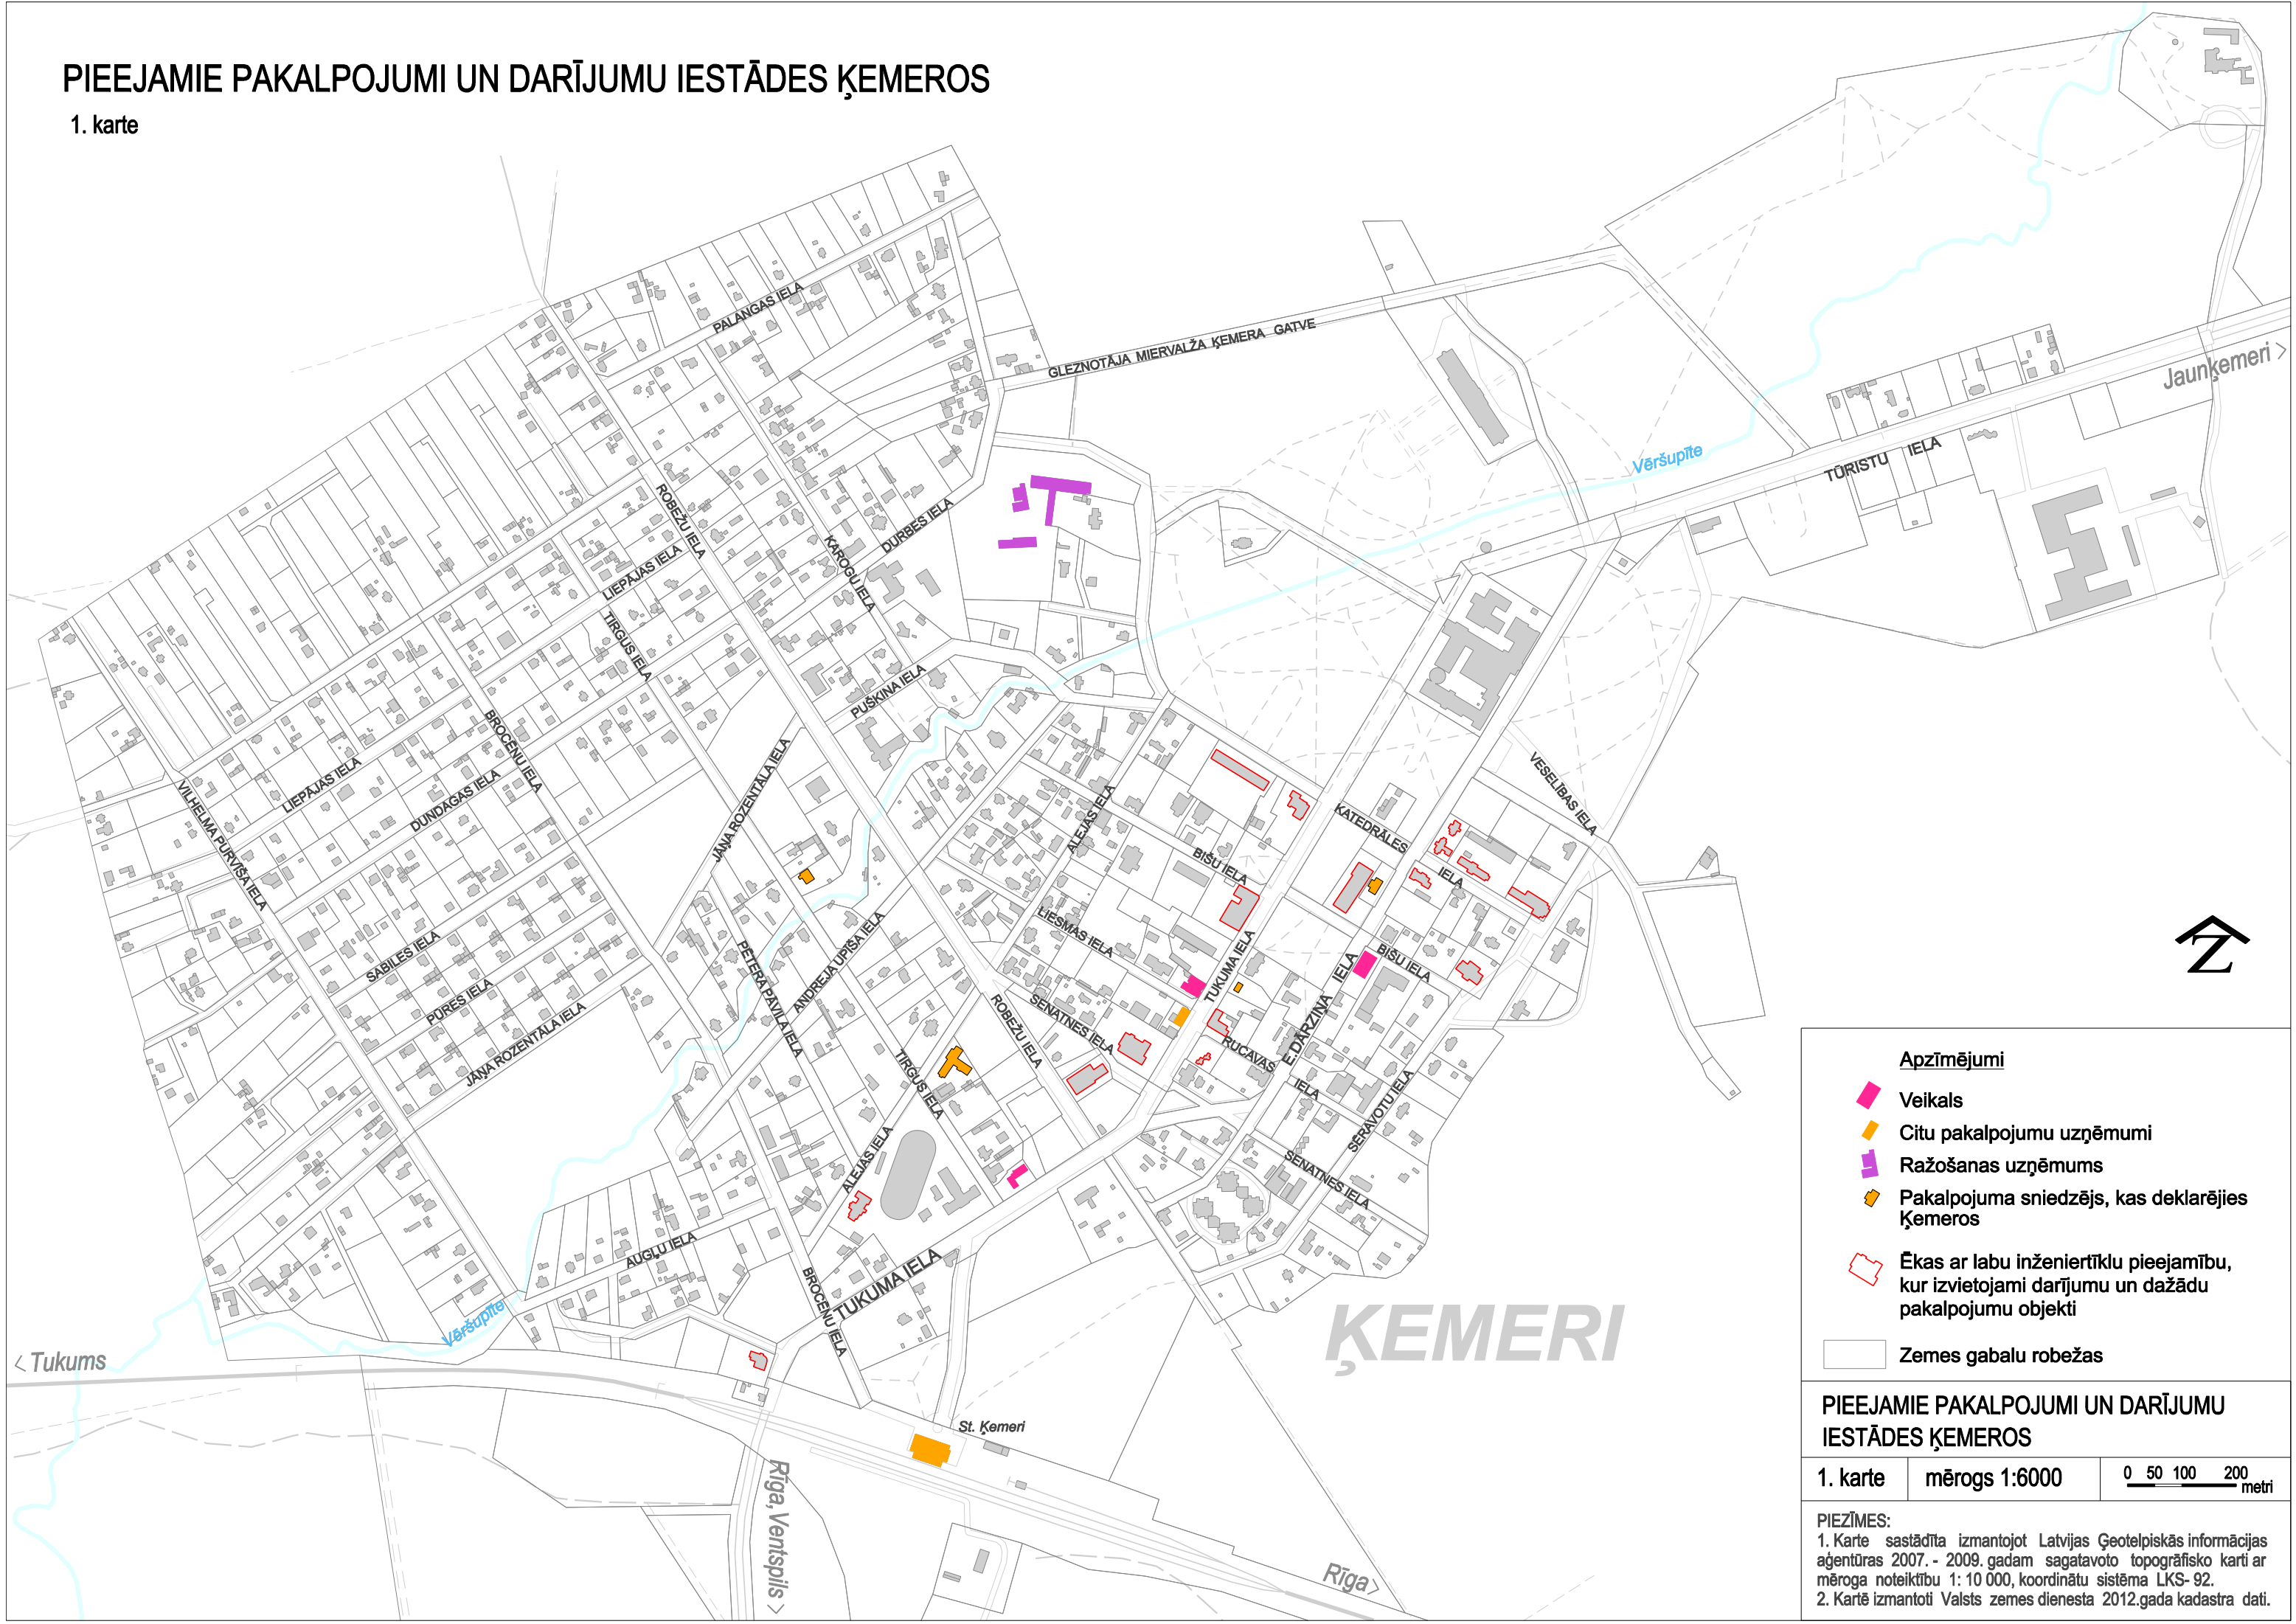 PIEEJAMIE PAKALPOJUMI UN DARĪJUMU IESTĀDES ĶEMEROS
1. karte
PALANGAS IELA
GLEZNOTĀJA MIERVALŽA ĶEMERA GATVE
Jaunķemeri >
Vēršupīte
TŪRISTU IELA
ROBEŽU IELA
DURBES IELA
KAROGU IELA
LIEPĀJAS IELA
TIRGUS IELA
PUŠKINA IELA
BROCĒNU IELA
LIEPĀJAS IELA
DUNDAGAS IELA
VILHELMA PURVĪŠA IELA
JĀŅA ROZENTĀLA IELA
ALEJAS IELA
VESELĪBAS IELA
KATEDRĀLES
IELA
BIŠU IELA
LIESMAS IELA
SABILES IELA
PŪRES IELA
JĀŅA ROZENTĀLA IELA
PĒTERA PĀVILA IELA
ANDREJA UPĪŠA IELA
TUKUMA IELA
BIŠU IELA
E.DĀRZIŅA IELA
ROBEŽU IELA
SENATNES IELA
RUCAVAS
IELA
TIRGUS IELA
SĒRAVOTU IELA
ALEJAS IELA
SENATNES IELA
AUGĻU IELA
TUKUMA IELA
BROCĒNU IELA
Vēršupīte
ĶEMERI
< Tukums
St. Ķemeri
Rīga, Ventspils >
Rīga>
Z
Apzīmējumi
Veikals
Citu pakalpojumu uzņēmumi
Ražošanas uzņēmums
Pakalpojuma sniedzējs, kas deklarējies
Ķemeros
Ēkas ar labu inženiertīklu pieejamību,
kur izvietojami darījumu un dažādu
pakalpojumu objekti
Zemes gabalu robežas
PIEEJAMIE PAKALPOJUMI UN DARĪJUMU
IESTĀDES ĶEMEROS
1. karte
mērogs 1:6000
0 50 100 200
metri
PIEZĪMES:
1. Karte sastādīta izmantojot Latvijas Ģeotelpiskās informācijas
aģentūras 2007. - 2009. gadam sagatavoto topogrāfisko karti ar
mēroga noteiktību 1: 10 000, koordinātu sistēma LKS- 92.
2. Kartē izmantoti Valsts zemes dienesta 2012.gada kadastra dati.